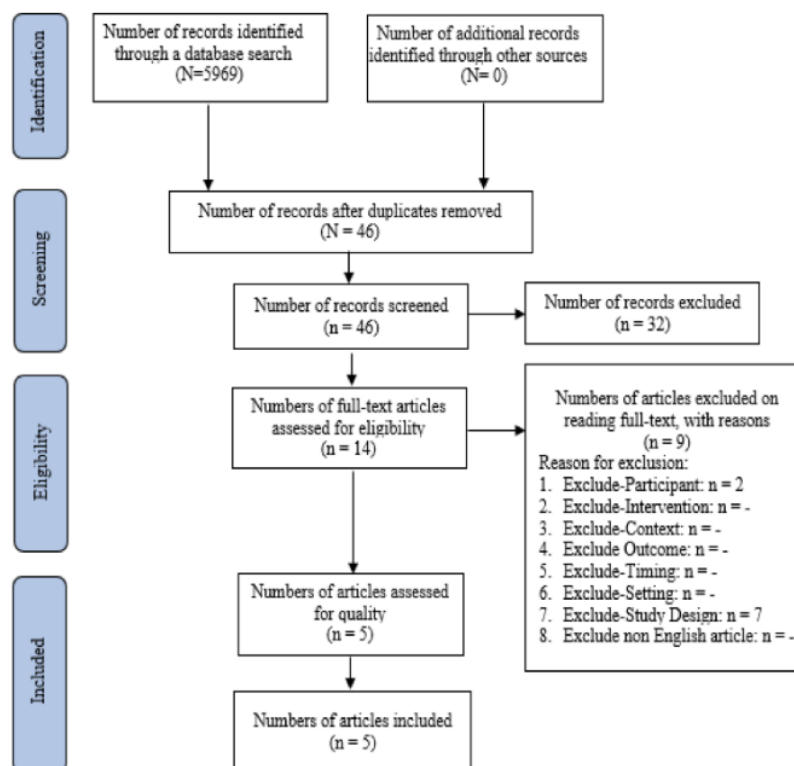 Identification
Number of records identified
through a database search
(N=5969)
Number of additional records
identified through other sources
(N= 0)
Screening
Number of records after duplicates removed
(N = 46)
Number of records screened
(n = 46)
Number of records excluded
(n = 32)
Eligibility
Numbers of full-text articles
assessed for eligibility
(n = 14)
Numbers of articles excluded on
reading full-text, with reasons
(n = 9)
Reason for exclusion:
1. Exclude-Participant: n = 2
2. Exclude-Intervention: n = -
3. Exclude-Context: n = -
4. Exclude Outcome: n = -
5. Exclude-Timing: n = -
6. Exclude-Setting: n = -
7. Exclude-Study Design: n = 7
8. Exclude non English article: n = -
Included
Numbers of articles assessed
for quality
(n = 5)
Numbers of articles included
(n = 5)